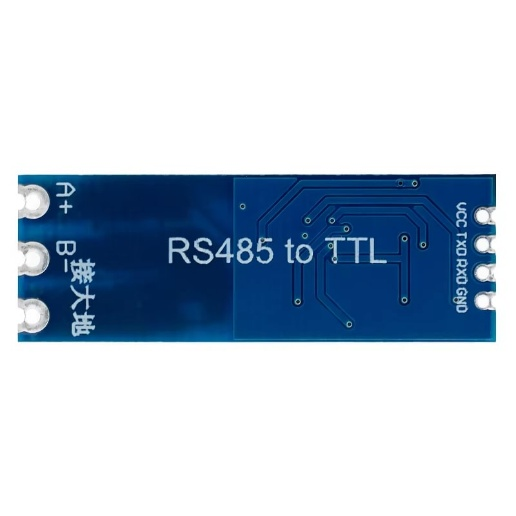 A+
B-
接大地
RS485 to TTL
VCC TXD RXD GND